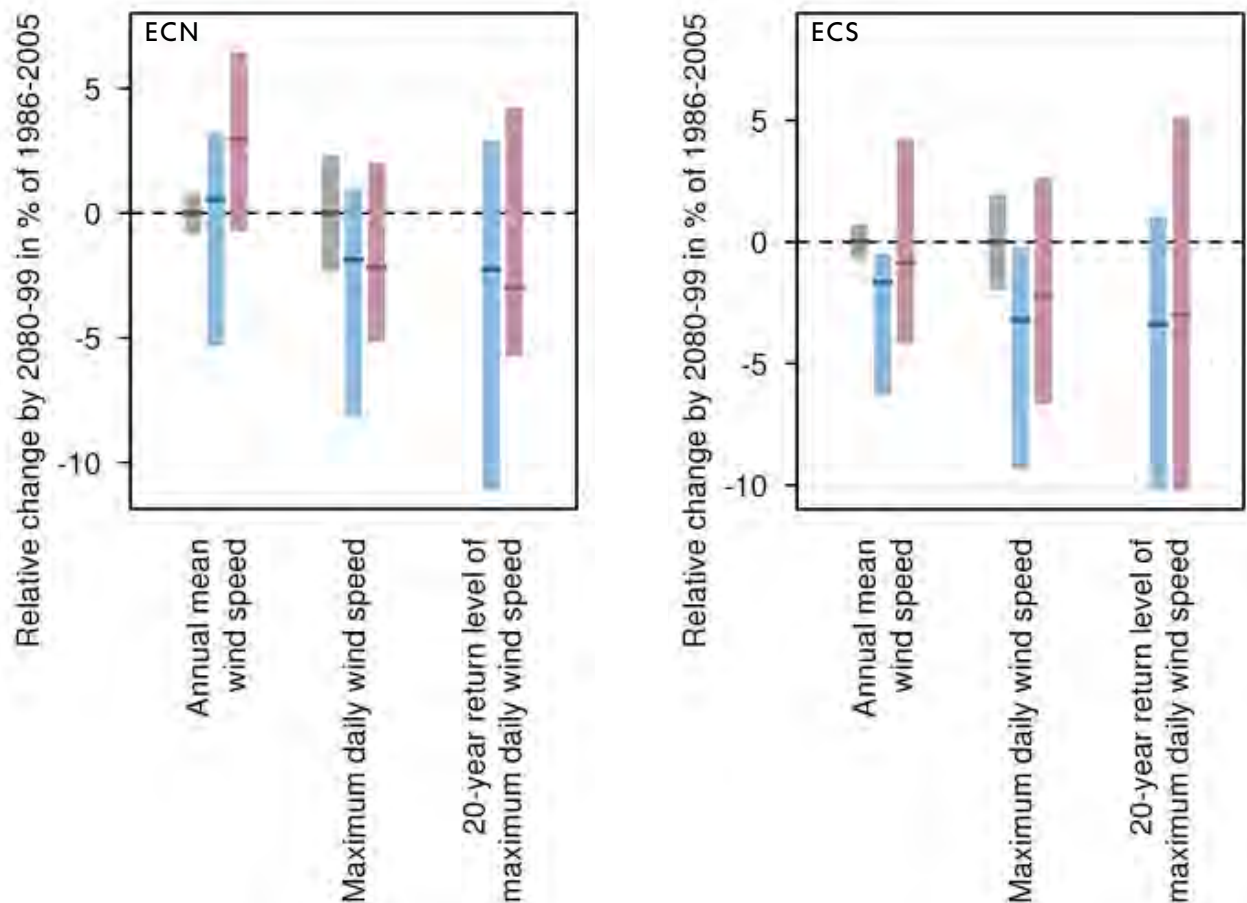 ECN
Relative change by 2080-99 in % of 1986-2005
5
0
-5
-10
Annual mean
wind speed
Maximum daily wind speed
20-year return level of
maximum daily wind speed
ECS
Relative change by 2080-99 in % of 1986-2005
5
0
-5
-10
Annual mean
wind speed
Maximum daily wind speed
20-year return level of
maximum daily wind speed